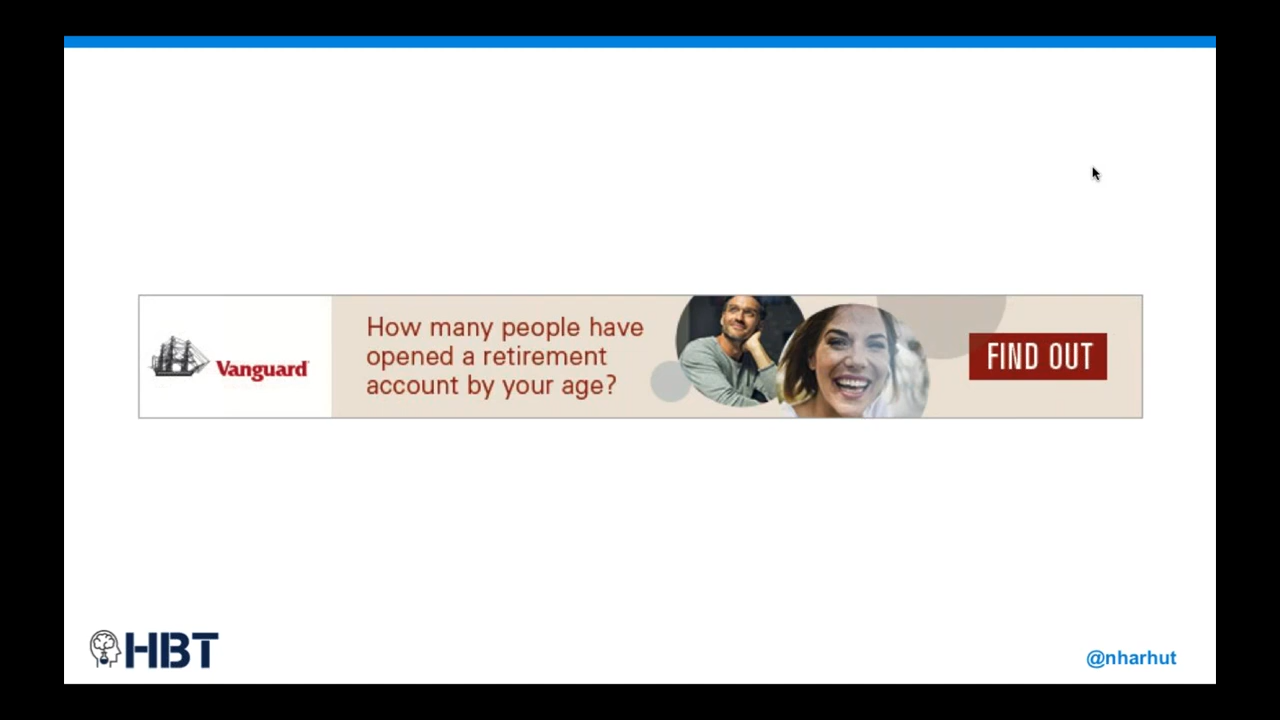 Vanguard
How many people have
opened a retirement
account by your age?
FIND OUT
HBT
@nharhut